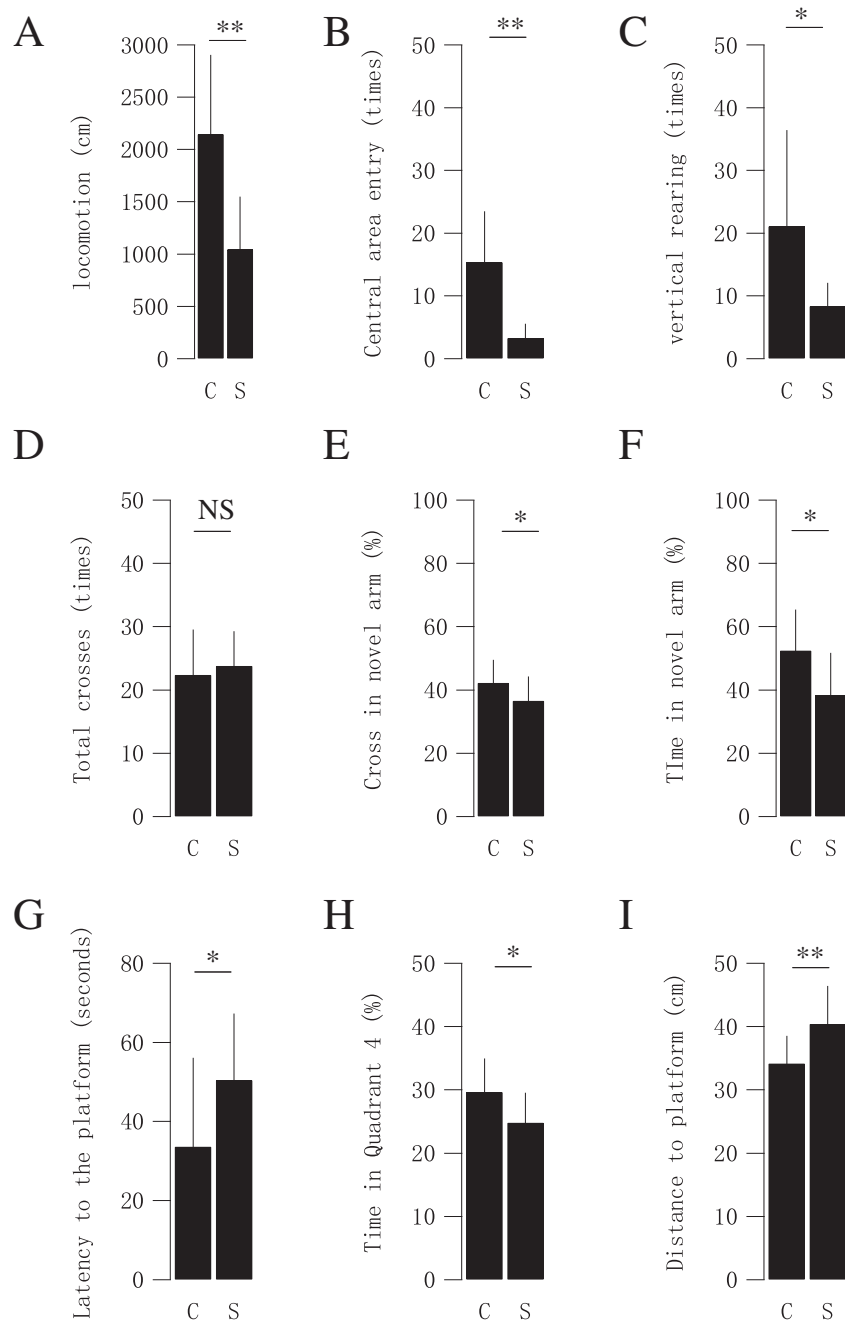 A
**
locomotion (cm)
3000
2500
2000
1500
1000
500
0
C S
B
**
Central area entry (times)
50
40
30
20
10
0
C S
C
*
vertical rearing (times)
50
40
30
20
10
0
C S
D
NS
Total crosses (times)
50
40
30
20
10
0
C S
E
*
Cross in novel arm (%)
100
80
60
40
20
0
C S
F
*
TIme in novel arm (%)
100
80
60
40
20
0
C S
G
*
Latency to the platform (seconds)
80
60
40
20
0
C S
H
*
Time in Quadrant 4 (%)
50
40
30
20
10
0
C S
I
**
Distance to platform (cm)
50
40
30
20
10
0
C S